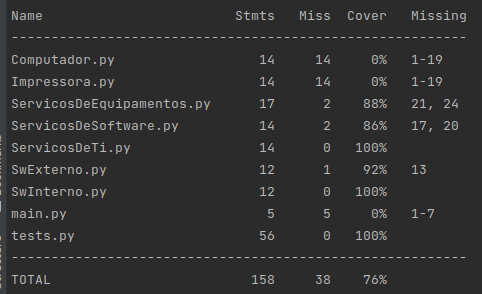 Name Stmts Miss Cover Missing
---------------------------------------------------------
Computador.py 14 14 0% 1-19
Impressora.py 14 14 0% 1-19
ServicosDeEquipamentos.py 17 2 88% 21, 24
ServicosDeSoftware.py 14 2 86% 17, 20
ServicosDeTi.py 14 0 100%
SwExterno.py 12 1 92% 13
SwInterno.py 12 0 100%
main.py 5 5 0% 1-7
tests.py 56 0 100%
---------------------------------------------------------
TOTAL 158 38 76%